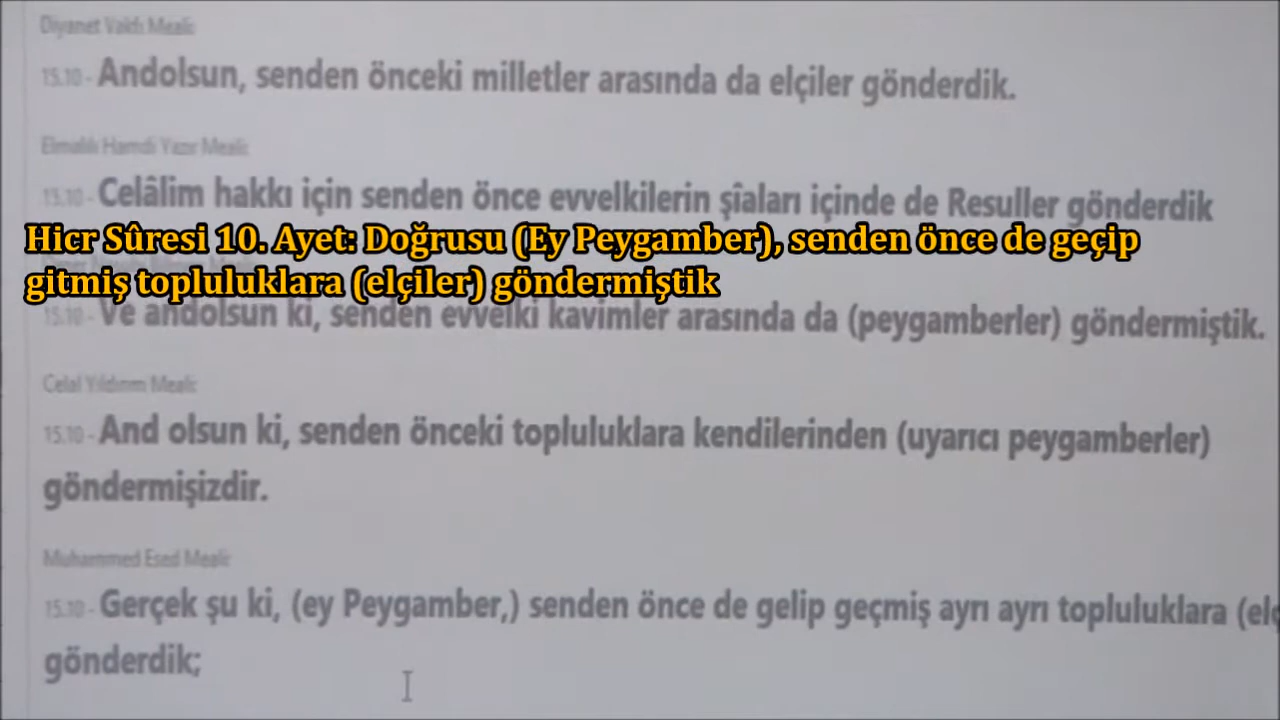 Diyanet Vakfı Meali:
15.10 - Andolsun, senden önceki milletler arasında da elçiler gönderdik.
Elmalılı Hamdi Yazır Meali:
15.10 - Celâlim hakkı için senden önce evvelkilerin şîaları içinde de Resuller gönderdik
Hicr Sûresi 10. Ayet: Doğrusu (Ey Peygamber), senden önce de geçip
gitmiş topluluklara (elçiler) göndermiştik
15.10 - Ve andolsun ki, senden evvelki kavimler arasında da (peygamberler) göndermiştik.
Celal Yıldırım Meali:
15.10 - And olsun ki, senden önceki topluluklara kendilerinden (uyarıcı peygamberler)
göndermişizdir.
Muhammed Esed Meali:
15.10 - Gerçek şu ki, (ey Peygamber,) senden önce de gelip geçmiş ayrı ayrı topluluklara (elç
gönderdik;